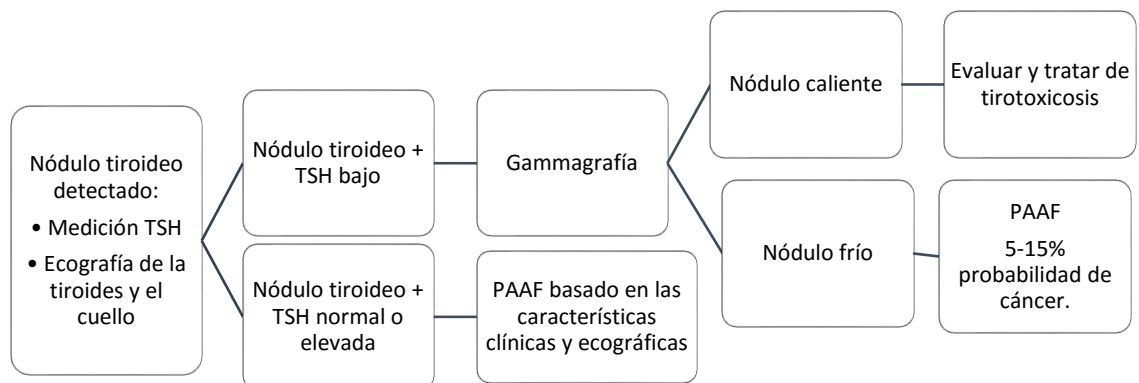 Nódulo tiroideo
detectado:
• Medición TSH
• Ecografía de la
tiroides y el
cuello
Nódulo tiroideo +
TSH bajo
Gammagrafía
Nódulo caliente
Evaluar y tratar de
tirotoxicosis
Nódulo frío
PAAF
5-15%
probabilidad de
cáncer.
Nódulo tiroideo +
TSH normal o
elevada
PAAF basado en las
características
clínicas y ecográficas